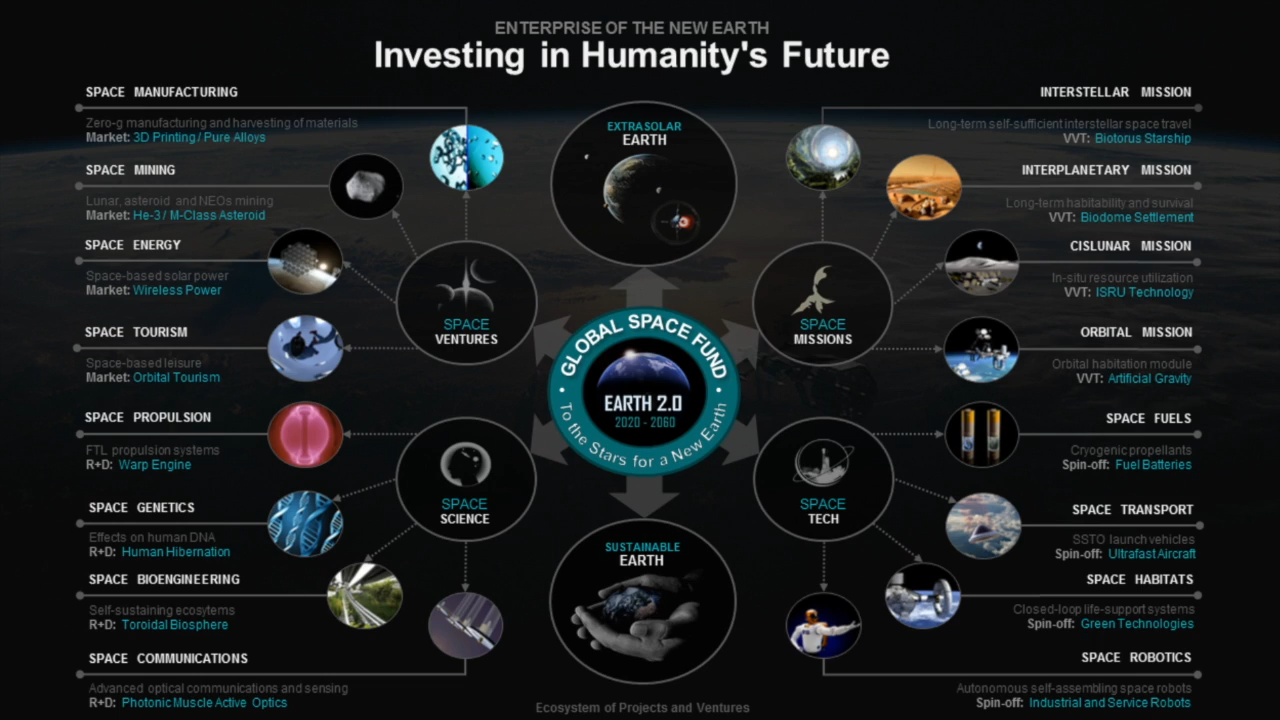 ENTERPRISE OF THE NEW EARTH
Investing in Humanity's Future
SPACE MANUFACTURING
Zero-g manufacturing and harvesting of materials
Market: 3D Printing / Pure Alloys
SPACE MINING
Lunar, asteroid and NEOs mining
Market: He-3 / M-Class Asteroid
SPACE ENERGY
Space-based solar power
Market: Wireless Power
SPACE TOURISM
Space-based leisure
Market: Orbital Tourism
SPACE PROPULSION
FTL propulsion systems
R+D: Warp Engine
SPACE GENETICS
Effects on human DNA
R+D: Human Hibernation
SPACE BIOENGINEERING
Self-sustaining ecosytems
R+D: Toroidal Biosphere
SPACE COMMUNICATIONS
Advanced optical communications and sensing
R+D: Photonic Muscle Active Optics
SPACE
VENTURES
SPACE
SCIENCE
EXTRASOLAR
EARTH
GLOBAL SPACE FUND
EARTH 2.0
2020 - 2060
To the Stars for a New Earth
SUSTAINABLE
EARTH
Ecosystem of Projects and Ventures
SPACE
MISSIONS
SPACE
TECH
INTERSTELLAR MISSION
Long-term self-sufficient interstellar space travel
VVT: Biotorus Starship
INTERPLANETARY MISSION
Long-term habitability and survival
VVT: Biodome Settlement
CISLUNAR MISSION
In-situ resource utilization
VVT: ISRU Technology
ORBITAL MISSION
Orbital habitation module
VVT: Artificial Gravity
SPACE FUELS
Cryogenic propellants
Spin-off: Fuel Batteries
SPACE TRANSPORT
SSTO launch vehicles
Spin-off: Ultrafast Aircraft
SPACE HABITATS
Closed-loop life-support systems
Spin-off: Green Technologies
SPACE ROBOTICS
Autonomous self-assembling space robots
Spin-off: Industrial and Service Robots